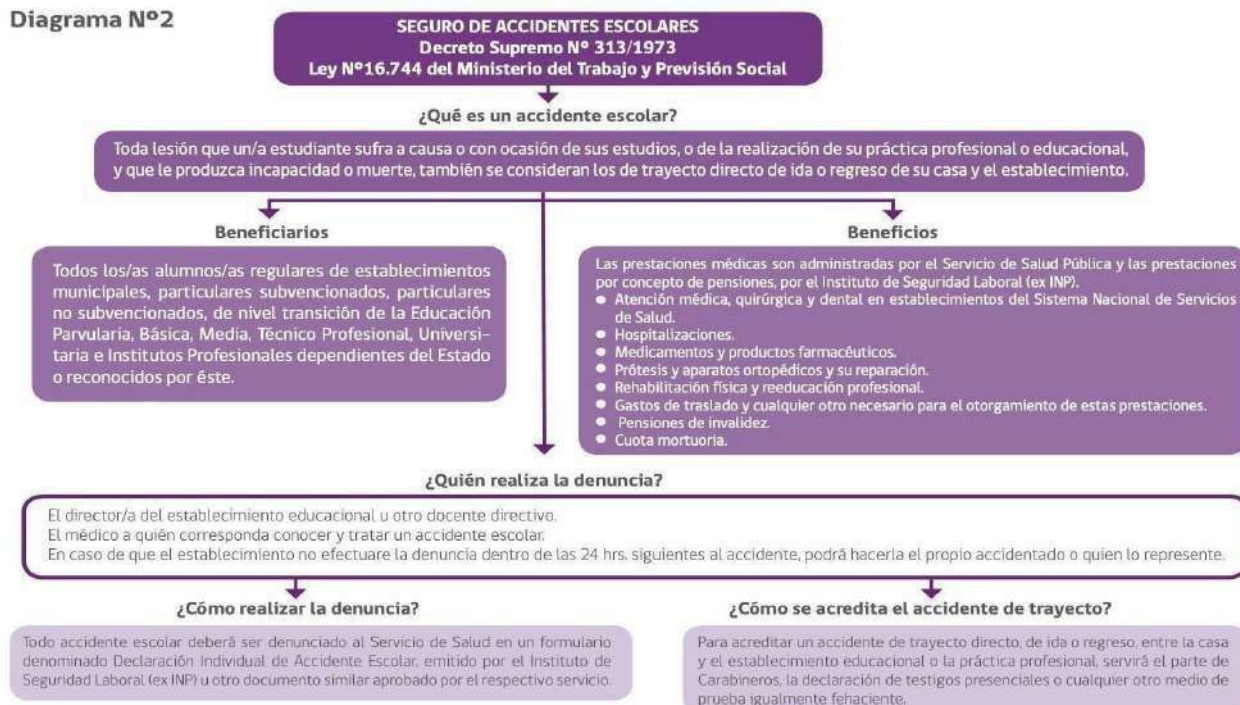 Diagrama Nº2
SEGURO DE ACCIDENTES ESCOLARES
Decreto Supremo Nº 313/1973
Ley Nº16.744 del Ministerio del Trabajo y Previsión Social
¿Qué es un accidente escolar?
Toda lesión que un/a estudiante sufra a causa o con ocasión de sus estudios, o de la realización de su práctica profesional o educacional,
y que le produzca incapacidad o muerte, también se consideran los de trayecto directo de ida o regreso de su casa y el establecimiento.
Beneficiarios
Todos los/as alumnos/as regulares de establecimientos
municipales, particulares subvencionados, particulares
no subvencionados, de nivel transición de la Educación
Parvularia, Básica, Media, Técnico Profesional, Universi-
taria e Institutos Profesionales dependientes del Estado
o reconocidos por éste.
Beneficios
Las prestaciones médicas son administradas por el Servicio de Salud Pública y las prestaciones
por concepto de pensiones, por el Instituto de Seguridad Laboral (ex INP).
● Atención médica, quirúrgica y dental en establecimientos del Sistema Nacional de Servicios
de Salud.
● Hospitalizaciones.
● Medicamentos y productos farmacéuticos.
● Prótesis y aparatos ortopédicos y su reparación.
● Rehabilitación física y reeducación profesional.
● Gastos de traslado y cualquier otro necesario para el otorgamiento de estas prestaciones.
● Pensiones de invalidez.
● Cuota mortuoria.
¿Quién realiza la denuncia?
El director/a del establecimiento educacional u otro docente directivo.
El médico a quién corresponda conocer y tratar un accidente escolar.
En caso de que el establecimiento no efectuare la denuncia dentro de las 24 hrs. siguientes al accidente, podrá hacerla el propio accidentado o quien lo represente.
¿Cómo realizar la denuncia?
Todo accidente escolar deberá ser denunciado al Servicio de Salud en un formulario
denominado Declaración Individual de Accidente Escolar, emitido por el Instituto de
Seguridad Laboral (ex INP) u otro documento similar aprobado por el respectivo servicio.
¿Cómo se acredita el accidente de trayecto?
Para acreditar un accidente de trayecto directo, de ida o regreso, entre la casa
y el establecimiento educacional o la práctica profesional, servirá el parte de
Carabineros, la declaración de testigos presenciales o cualquier otro medio de
prueba igualmente fehaciente.